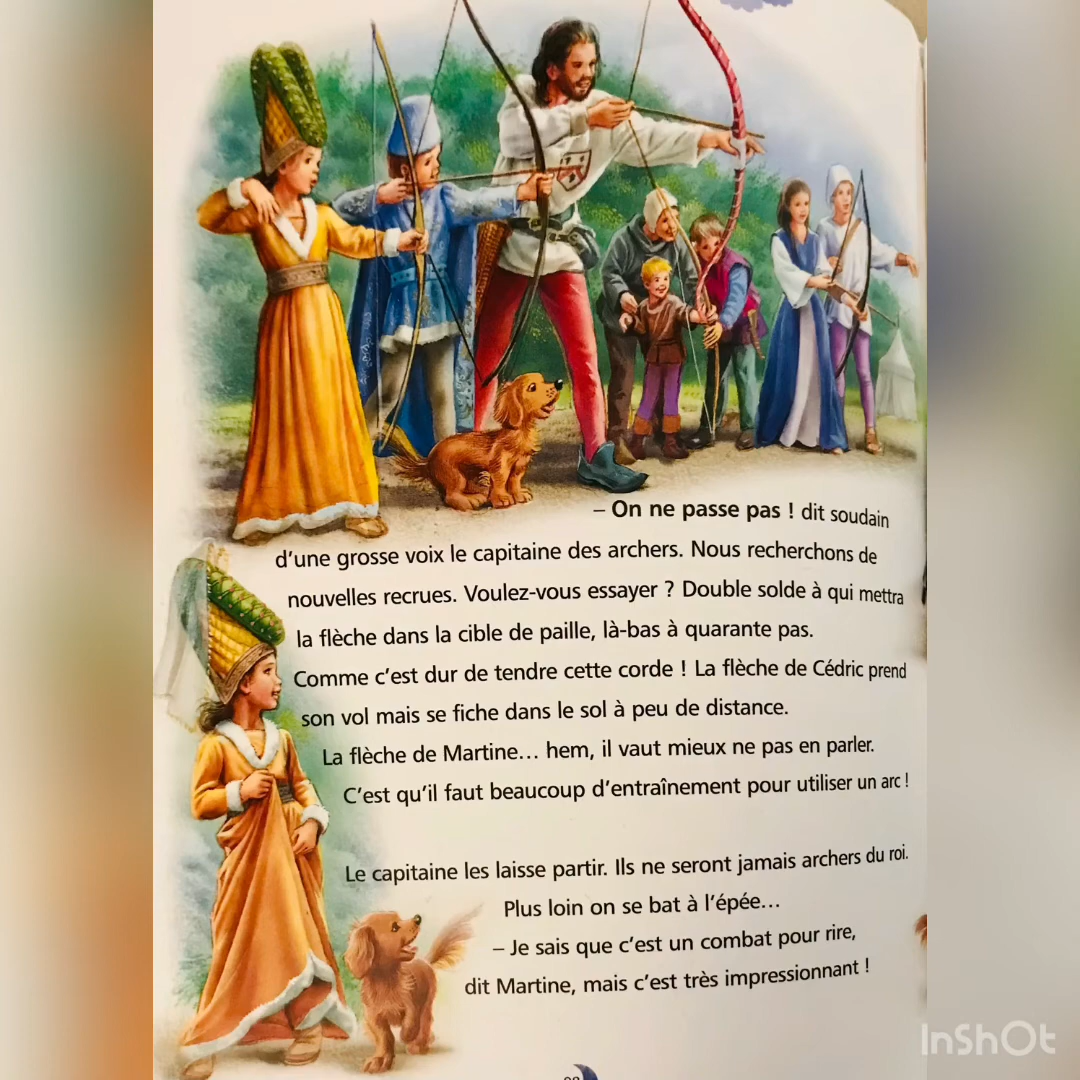 – On ne passe pas ! dit soudain
d'une grosse voix le capitaine des archers. Nous recherchons de
nouvelles recrues. Voulez-vous essayer ? Double solde à qui mettra
la flèche dans la cible de paille, là-bas à quarante pas.
Comme c'est dur de tendre cette corde ! La flèche de Cédric prend
son vol mais se fiche dans le sol à peu de distance.
La flèche de Martine... hem, il vaut mieux ne pas en parler.
C'est qu'il faut beaucoup d'entraînement pour utiliser un arc !
Le capitaine les laisse partir. Ils ne seront jamais archers du roi.
Plus loin on se bat à l'épée...
– Je sais que c'est un combat pour rire,
dit Martine, mais c'est très impressionnant !
InShOt